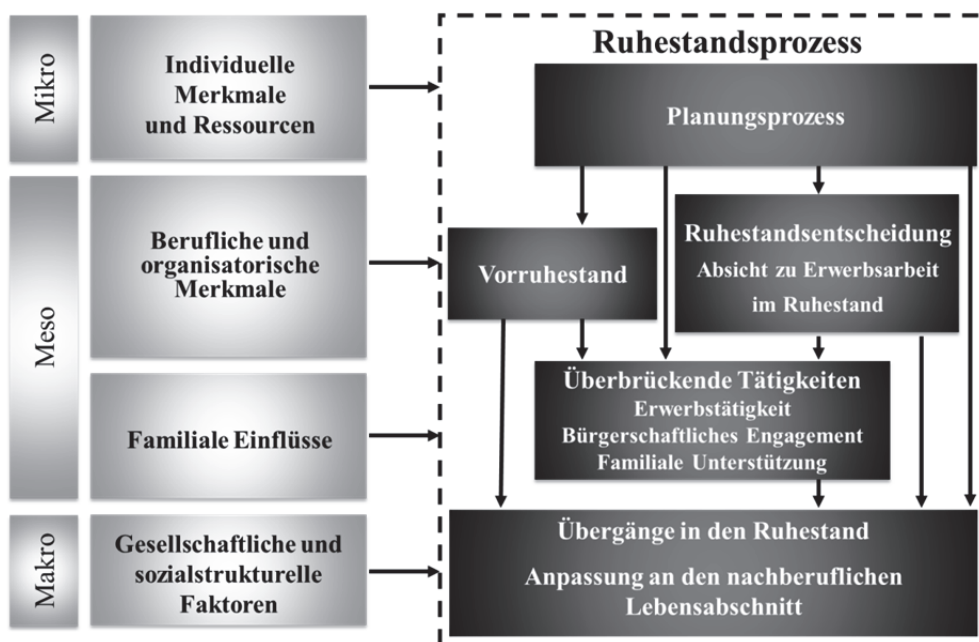 Mikro
Individuelle
Merkmale
und Ressourcen
Meso
Berufliche und
organisatorische
Merkmale
Familiale Einflüsse
Makro
Gesellschaftliche und
sozialstrukturelle
Faktoren
Ruhestandsprozess
Planungsprozess
Vorruhestand
Ruhestandsentscheidung
Absicht zu Erwerbsarbeit
im Ruhestand
Überbrückende Tätigkeiten
Erwerbstätigkeit
Bürgerschaftliches Engagement
Familiale Unterstützung
Übergänge in den Ruhestand
Anpassung an den nachberuflichen
Lebensabschnitt